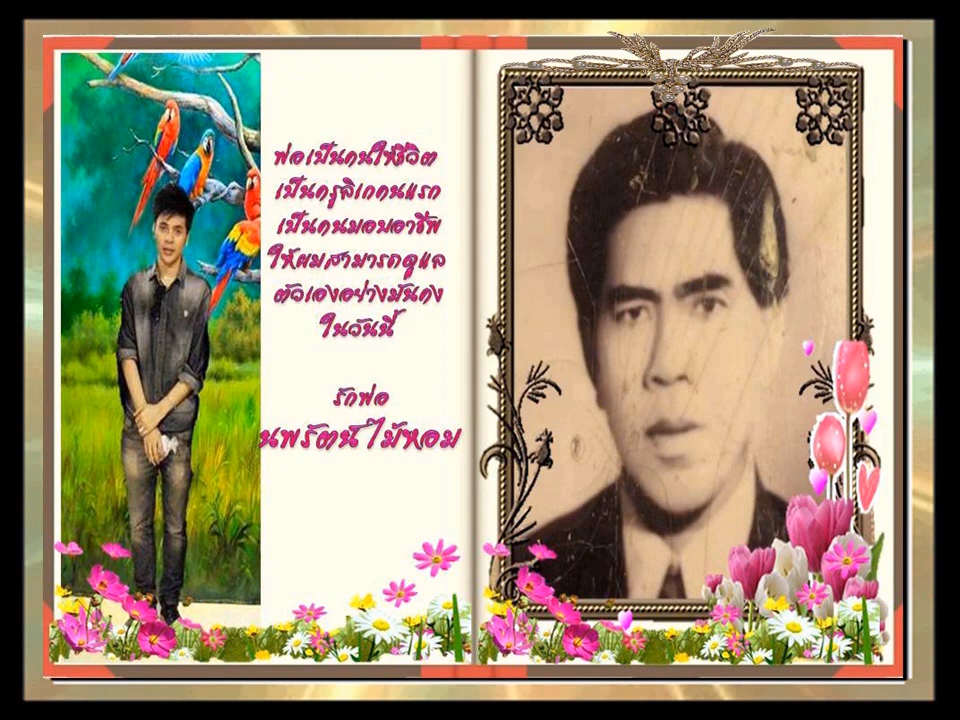 พ่อเป็นคนให้ชีวิต
เป็นครูลิเกคนแรก
เป็นคนมอบอาชีพ
ให้ผมสามารถดูแล
ตัวเองอย่างมั่นคง
ในวันนี้
รักพ่อ
นพรัตน์ ไม้หอม